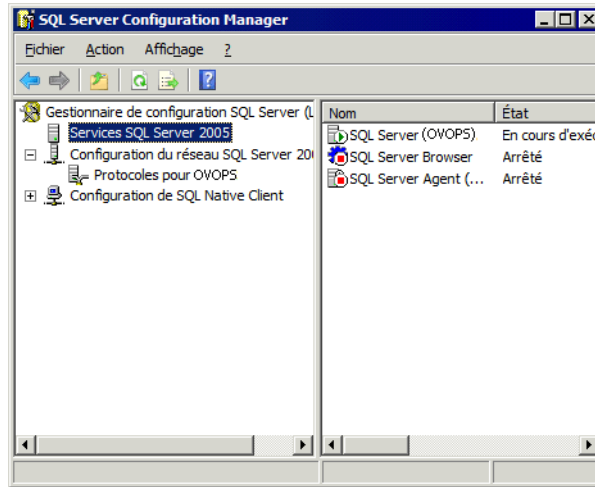 SQL Server Configuration Manager
Fichier Action Affichage ?
Gestionnaire de configuration SQL Server (L
Services SQL Server 2005
Configuration du réseau SQL Server 20
Protocoles pour OVOPS
Configuration de SQL Native Client
Nom État
SQL Server (OVOPS) En cours d'exéc
SQL Server Browser Arrêté
SQL Server Agent (... Arrêté